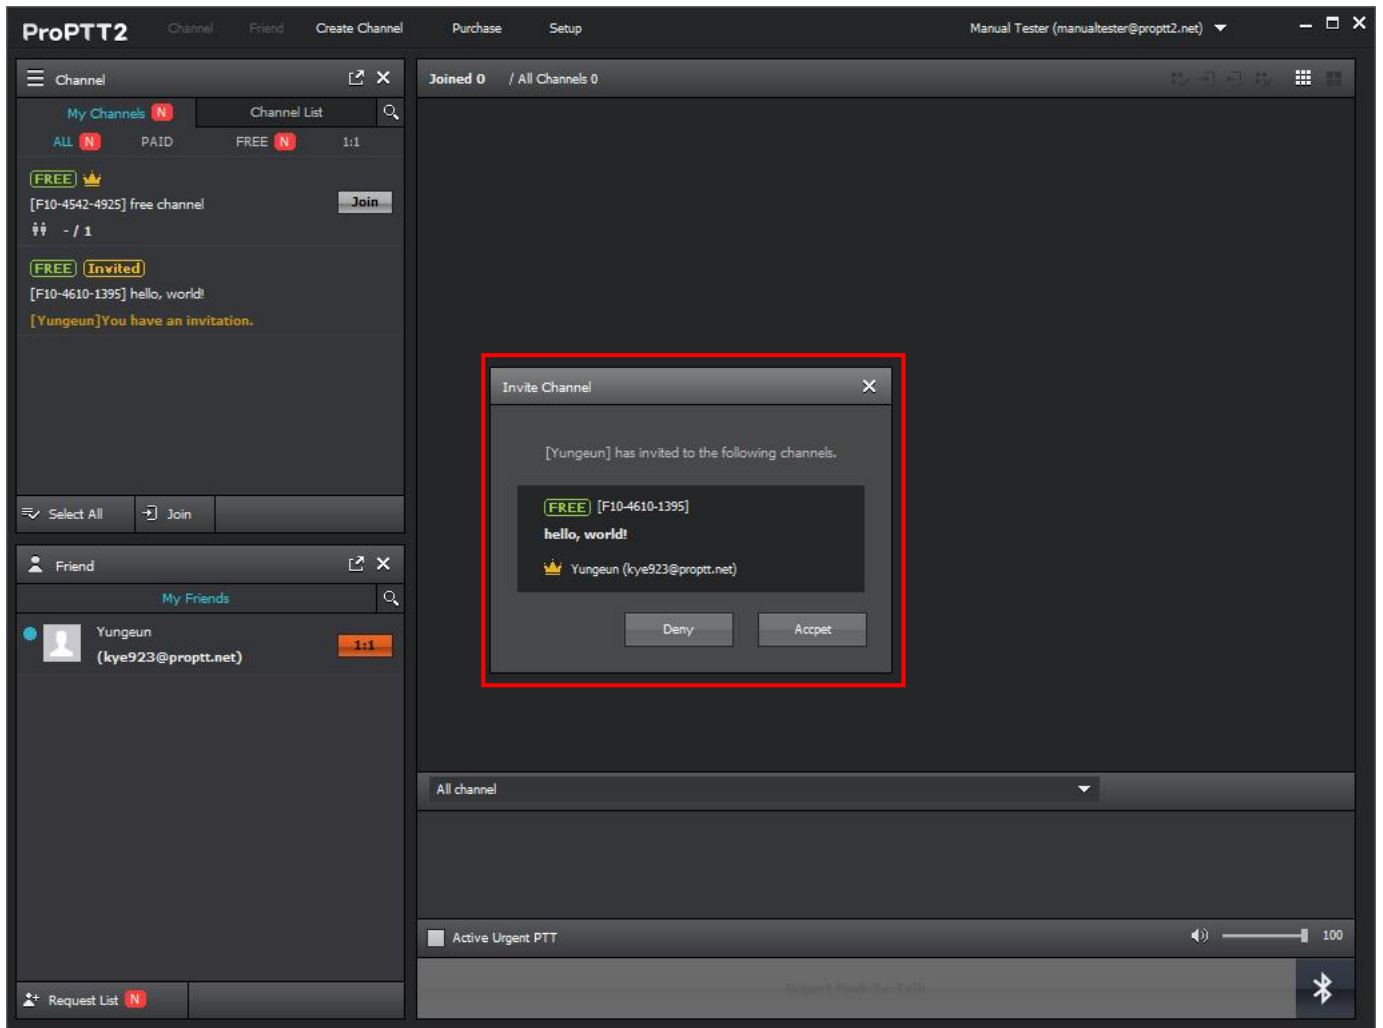 ProPTT2 Channel Friend Create Channel Purchase Setup Manual Tester (manualtester@proptt2.net)
Channel
My Channels N Channel List
ALL N PAID FREE N 1:1
FREE
[F10-4542-4925] free channel Join
- / 1
FREE Invited
[F10-4610-1395] hello, world!
[Yungeun]You have an invitation.
Select All Join
Friend
My Friends
Yungeun
(kye923@proptt.net) 1:1
Request List N
Joined 0 / All Channels 0
Invite Channel
[Yungeun] has invited to the following channels.
FREE [F10-4610-1395]
hello, world!
Yungeun (kye923@proptt.net)
Deny Accpet
All channel
Active Urgent PTT 100